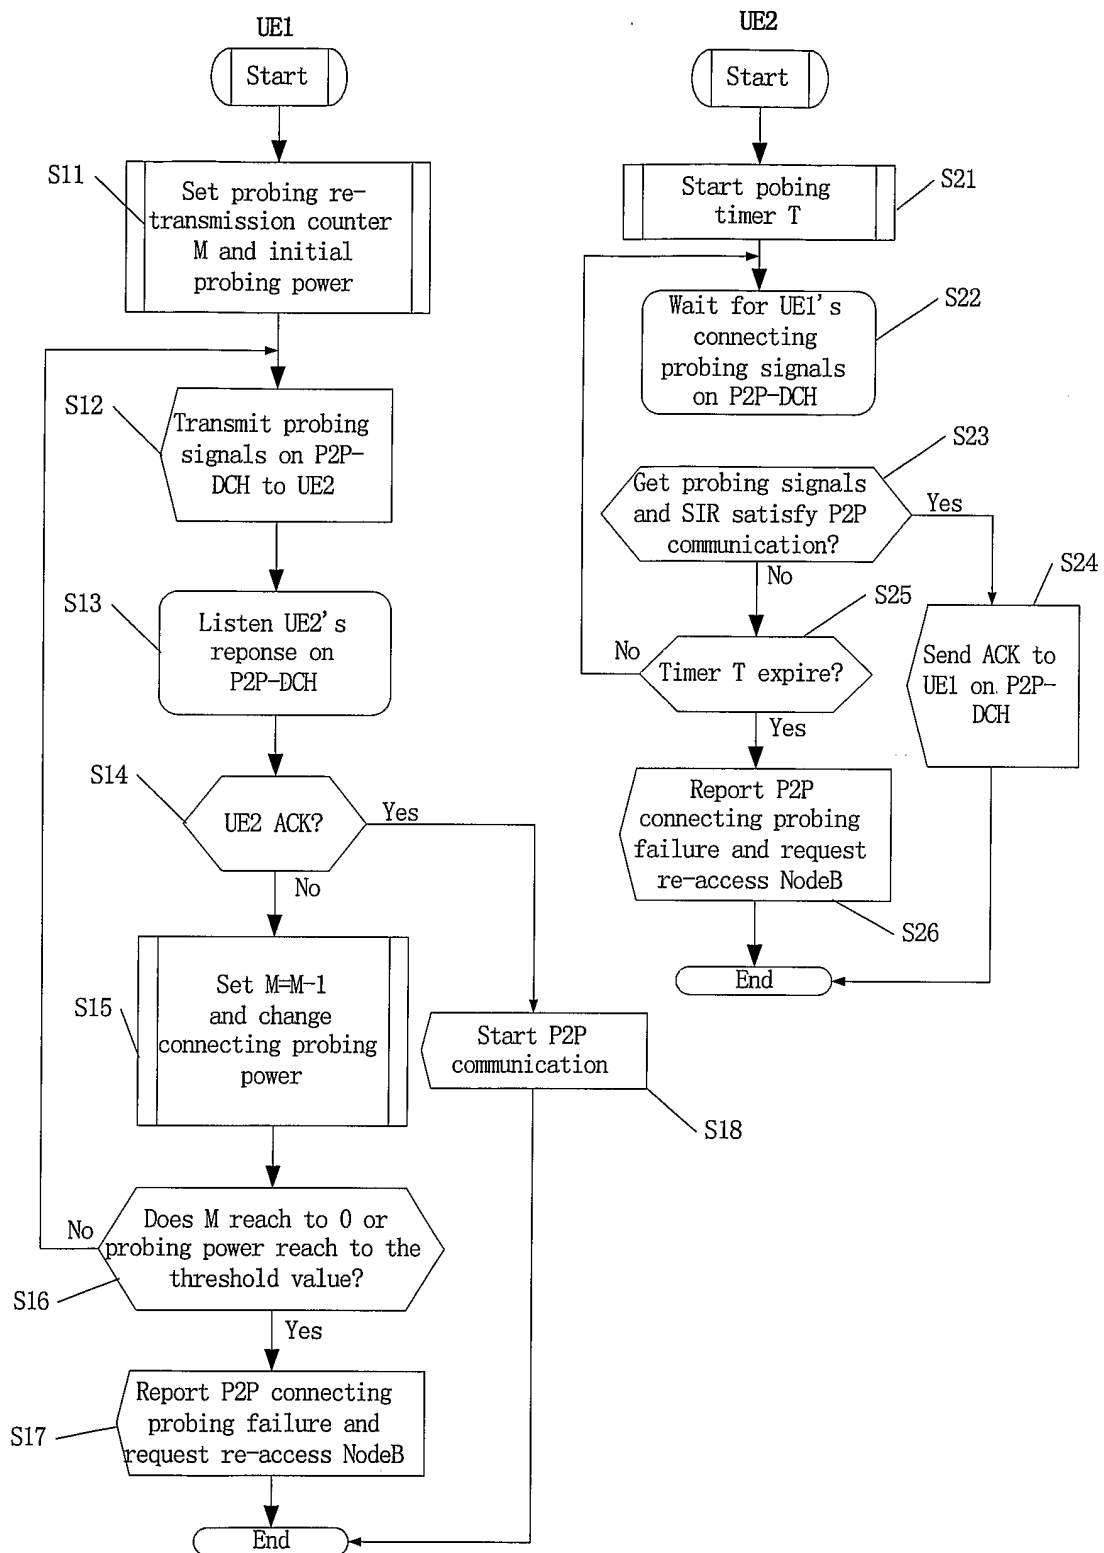 UE1
Start
S11
Set probing re-
transmission counter
M and initial
probing power
S12
Transmit probing
signals on P2P-
DCH to UE2
S13
Listen UE2's
reponse on
P2P-DCH
S14
UE2 ACK?
Yes
No
S15
Set M=M-1
and change
connecting probing
power
Start P2P
communication
S18
No
Does M reach to 0 or
probing power reach to the
threshold value?
S16
Yes
S17
Report P2P connecting
probing failure and
request re-access NodeB
End
UE2
Start
Start pobing
timer T
S21
Wait for UE1's
connecting
probing signals
on P2P-DCH
S22
S23
Get probing signals
and SIR satisfy P2P
communication?
Yes
No
S24
Send ACK to
UE1 on P2P-
DCH
S25
No
Timer T expire?
Yes
Report P2P
connecting probing
failure and request
re-access NodeB
S26
End